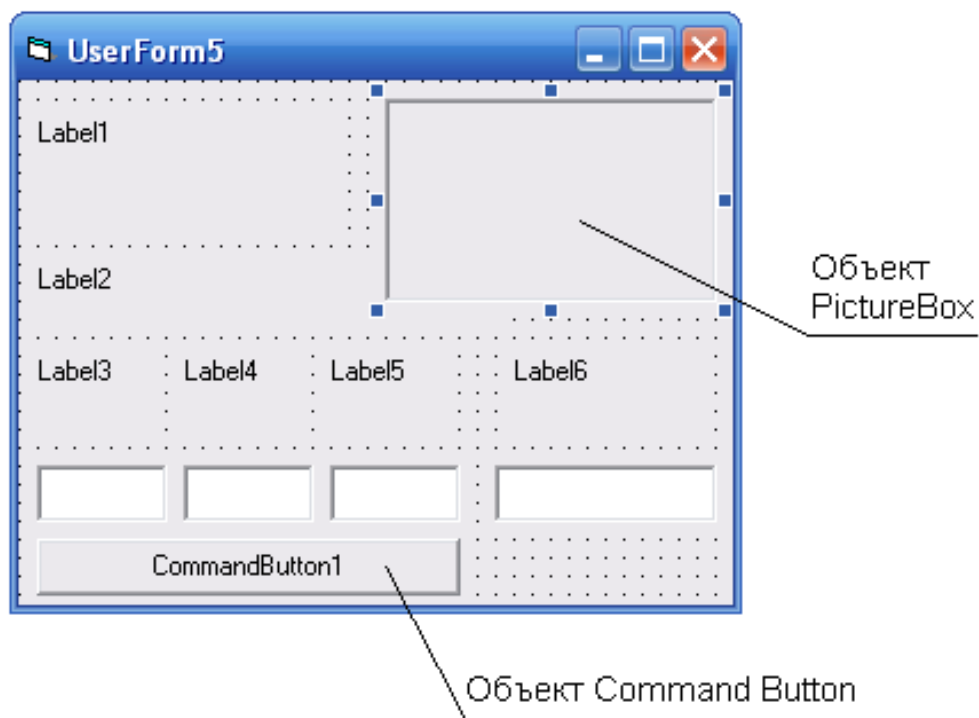 UserForm5
Label1
Label2
Объект
PictureBox
Label3 Label4 Label5 Label6
CommandButton1
Объект Command Button